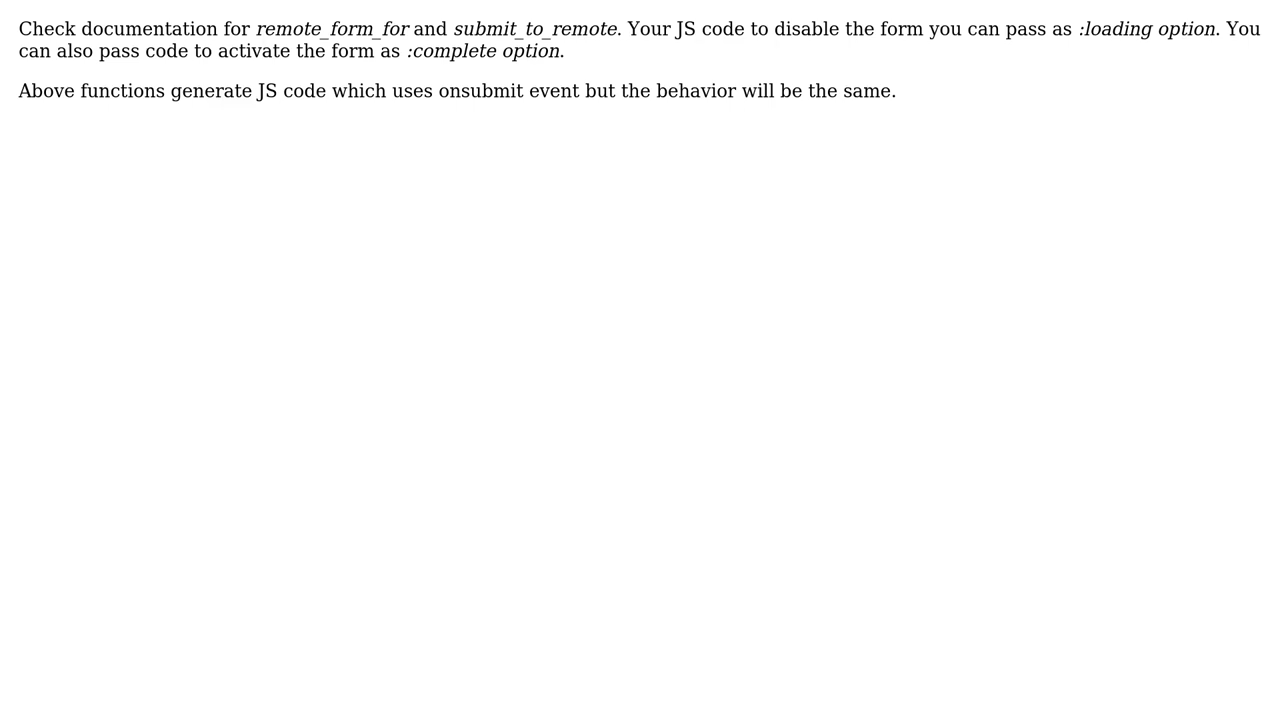 Check documentation for remote_form_for and submit_to_remote. Your JS code to disable the form you can pass as :loading option. You
can also pass code to activate the form as :complete option.
Above functions generate JS code which uses onsubmit event but the behavior will be the same.